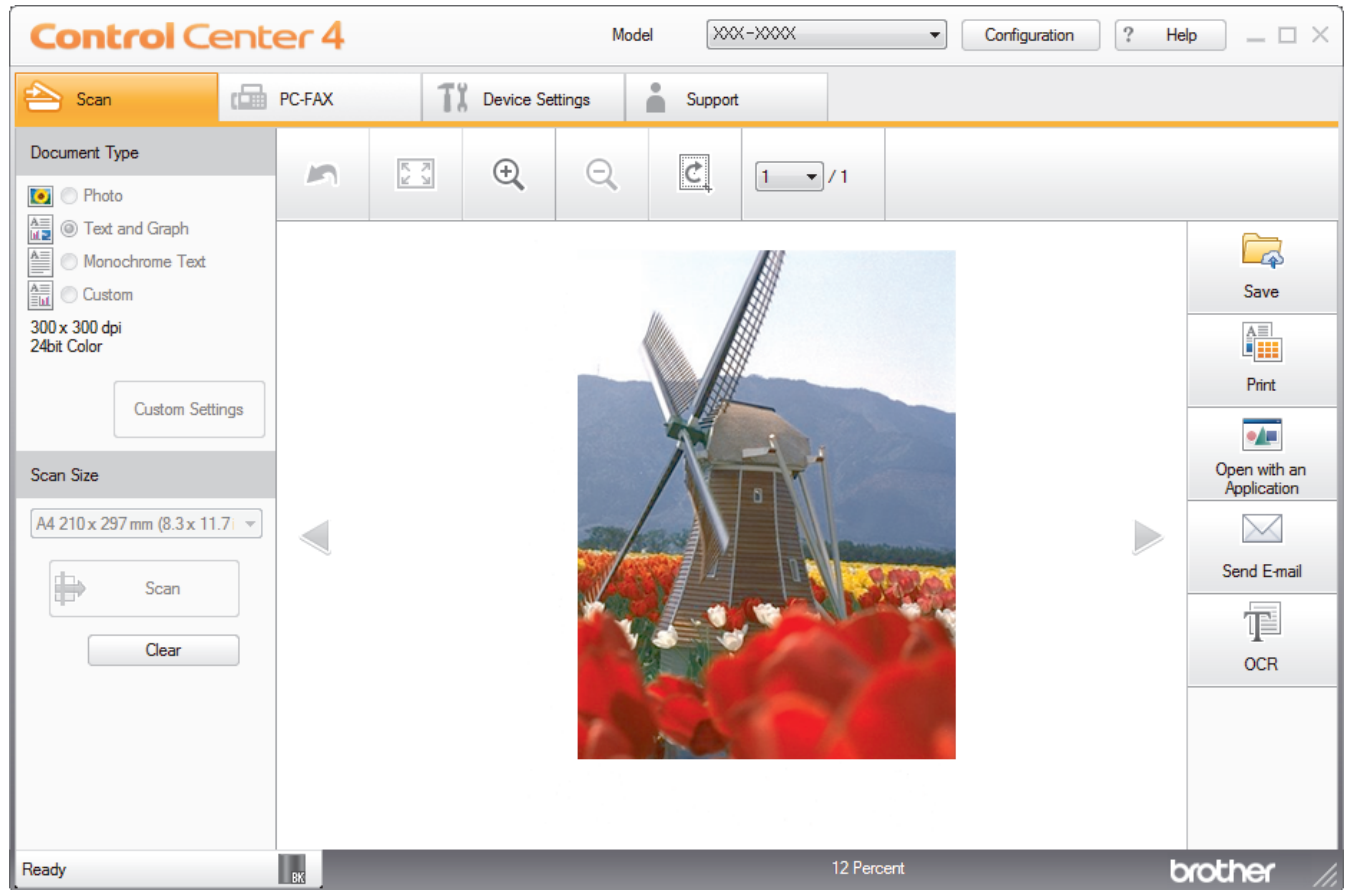 Control Center 4
Model
XXX-XXXX
Configuration
? Help
Scan
PC-FAX
Device Settings
Support
Document Type
Photo
Text and Graph
Monochrome Text
Custom
300 x 300 dpi
24bit Color
Custom Settings
Scan Size
A4 210 x 297 mm (8.3 x 11.7
Scan
Clear
1 / 1
Save
Print
Open with an
Application
Send E-mail
OCR
Ready
BK
12 Percent
brother